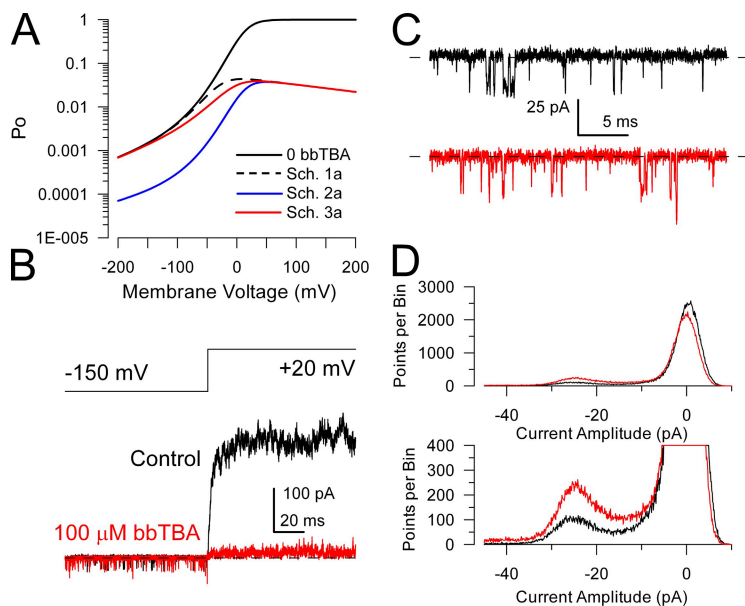 A
Po
1
0.1
0.01
0.001
0.0001
1E-005
0 bbTBA
Sch. 1a
Sch. 2a
Sch. 3a
-200 -100 0 100 200
Membrane Voltage (mV)
B
-150 mV
+20 mV
Control
100 µM bbTBA
100 pA
20 ms
C
25 pA
5 ms
D
Points per Bin
3000
2000
1000
0
-40 -20 0
Current Amplitude (pA)
Points per Bin
400
300
200
100
0
-40 -20 0
Current Amplitude (pA)